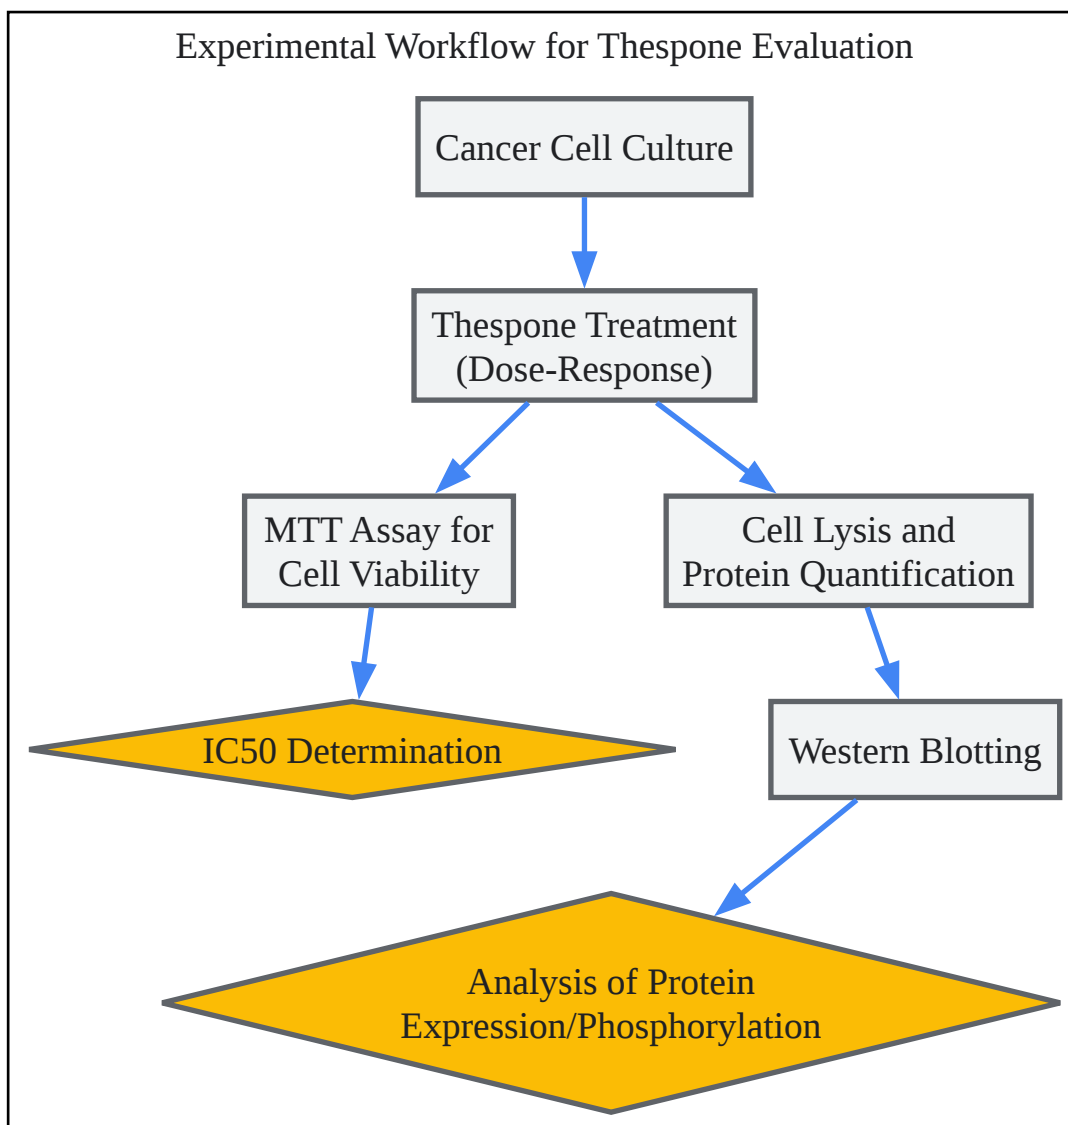 Experimental Workflow for Thespone Evaluation
Cancer Cell Culture
Thespone Treatment
(Dose-Response)
MTT Assay for
Cell Viability
Cell Lysis and
Protein Quantification
IC50 Determination
Western Blotting
Analysis of Protein
Expression/Phosphorylation